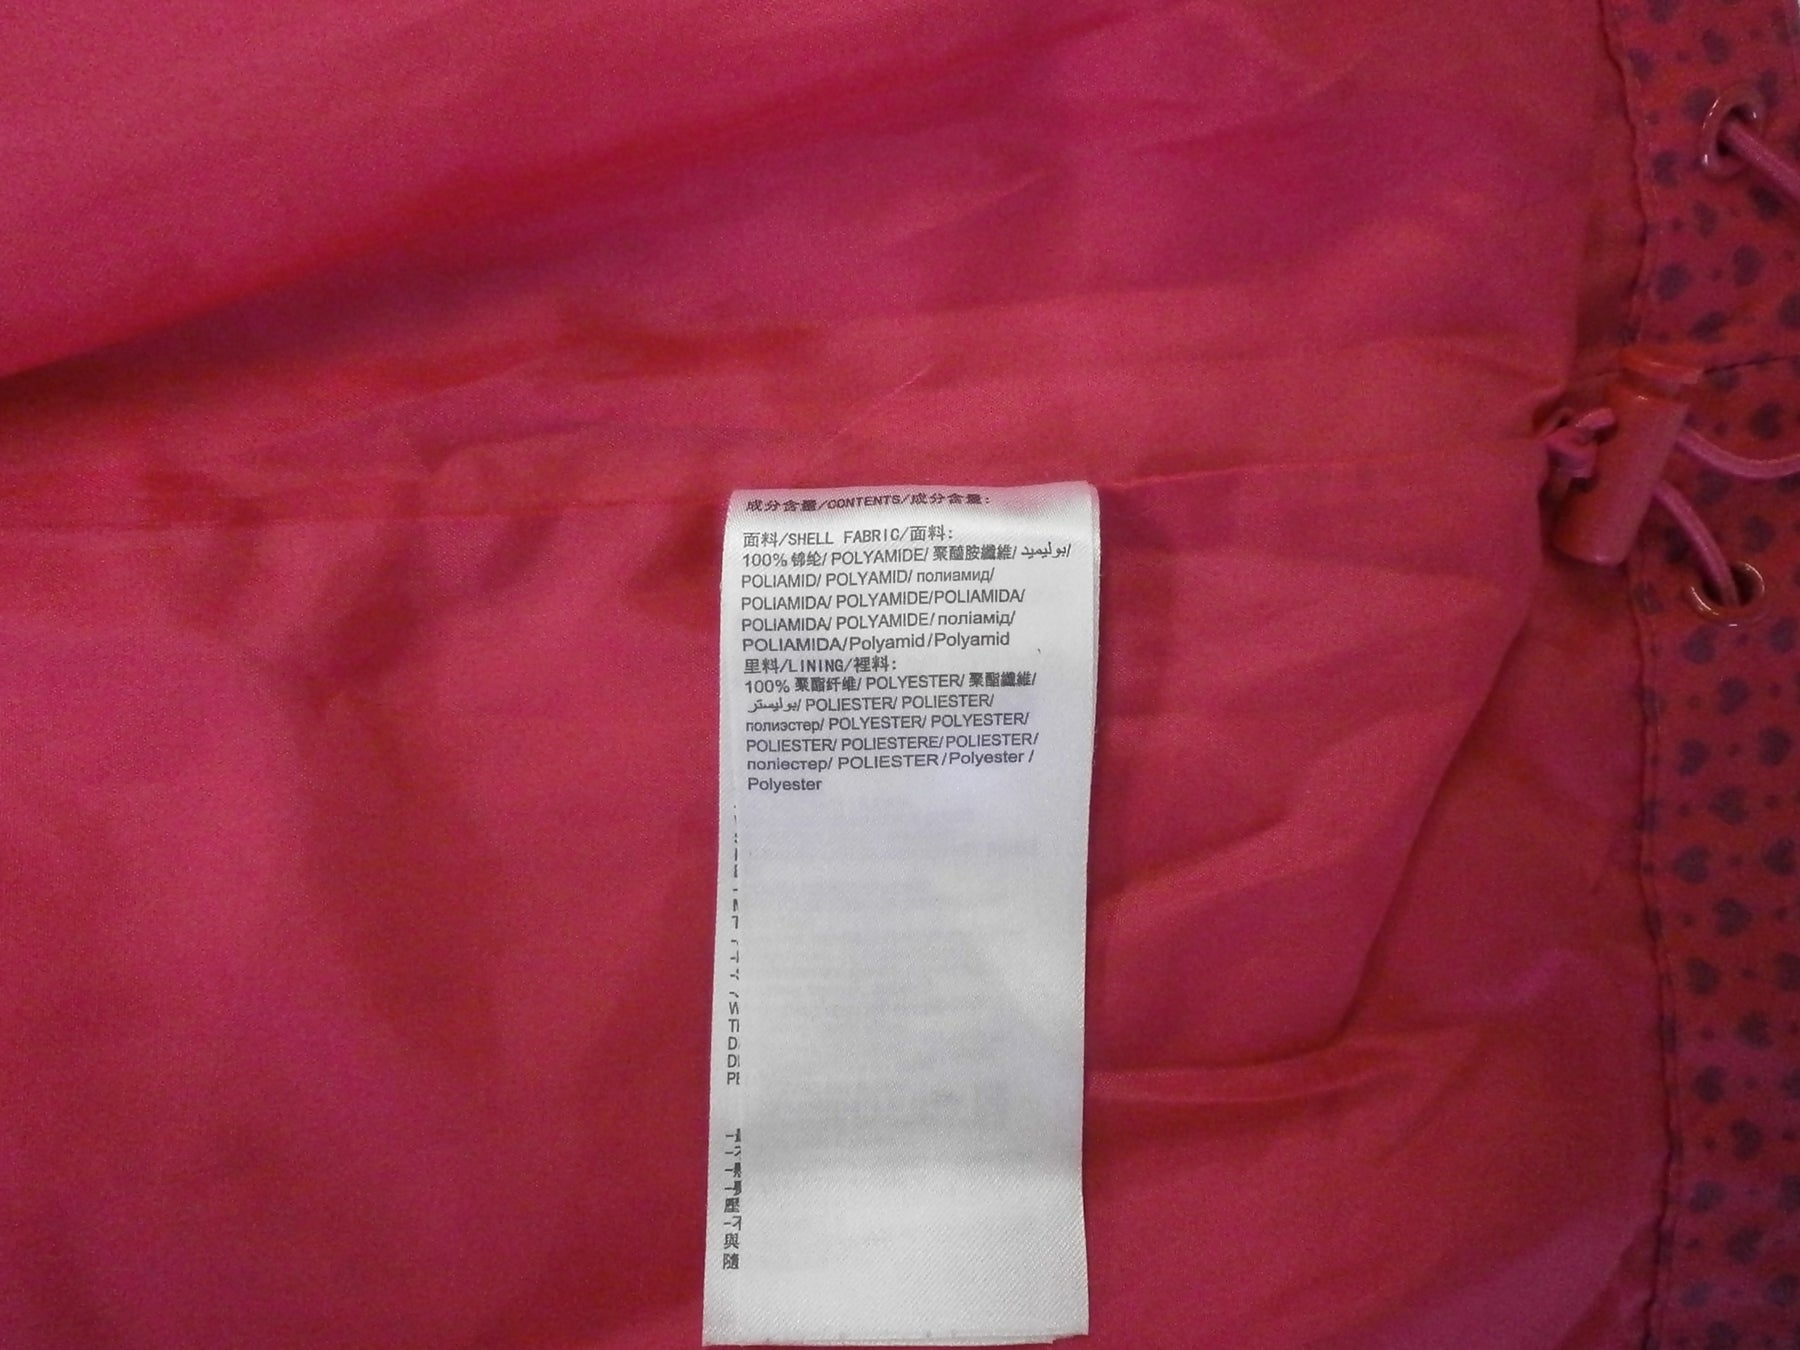 成分含量/CONTENTS/成分含量:
面料/SHELL FABRIC/面料:
100% 锦纶/ POLYAMIDE/ 聚醯胺纖維/ بوليميد/
POLIAMID/ POLYAMID/ полиамид/
POLIAMIDA/ POLYAMIDE/POLIAMIDA/
POLIAMIDA/ POLYAMIDE/ поліамід/
POLIAMIDA/Polyamid/Polyamid
里料/LINING/裡料:
100% 聚酯纤维/ POLYESTER/ 聚酯纖維/
بوليستر/ POLIESTER/ POLIESTER/
полиэстер/ POLYESTER/ POLYESTER/
POLIESTER/ POLIESTERE/ POLIESTER/
поліестер/ POLIESTER/Polyester /
Polyester